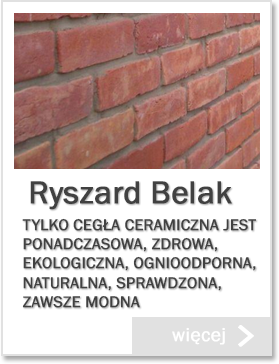 Ryszard Belak
TYLKO CEGŁA CERAMICZNA JEST
PONADCZASOWA, ZDROWA,
EKOLOGICZNA, OGNIOODPORNA,
NATURALNA, SPRAWDZONA,
ZAWSZE MODNA
więcej